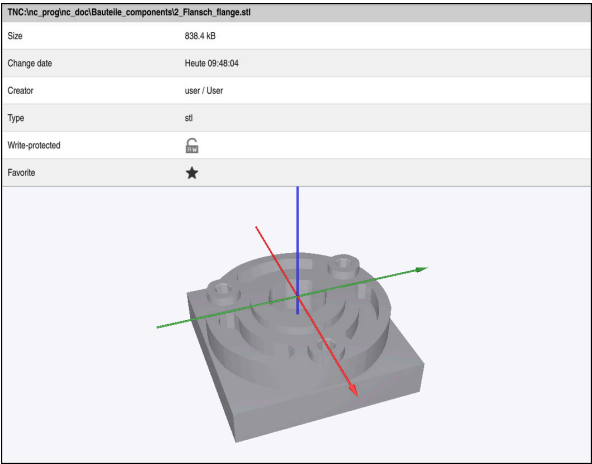 TNC:\nc_prog\nc_doc\Bauteile_components\2_Flansch_flange.stl
Size 838.4 kB
Change date Heute 09:48:04
Creator user / User
Type stl
Write-protected RW
Favorite